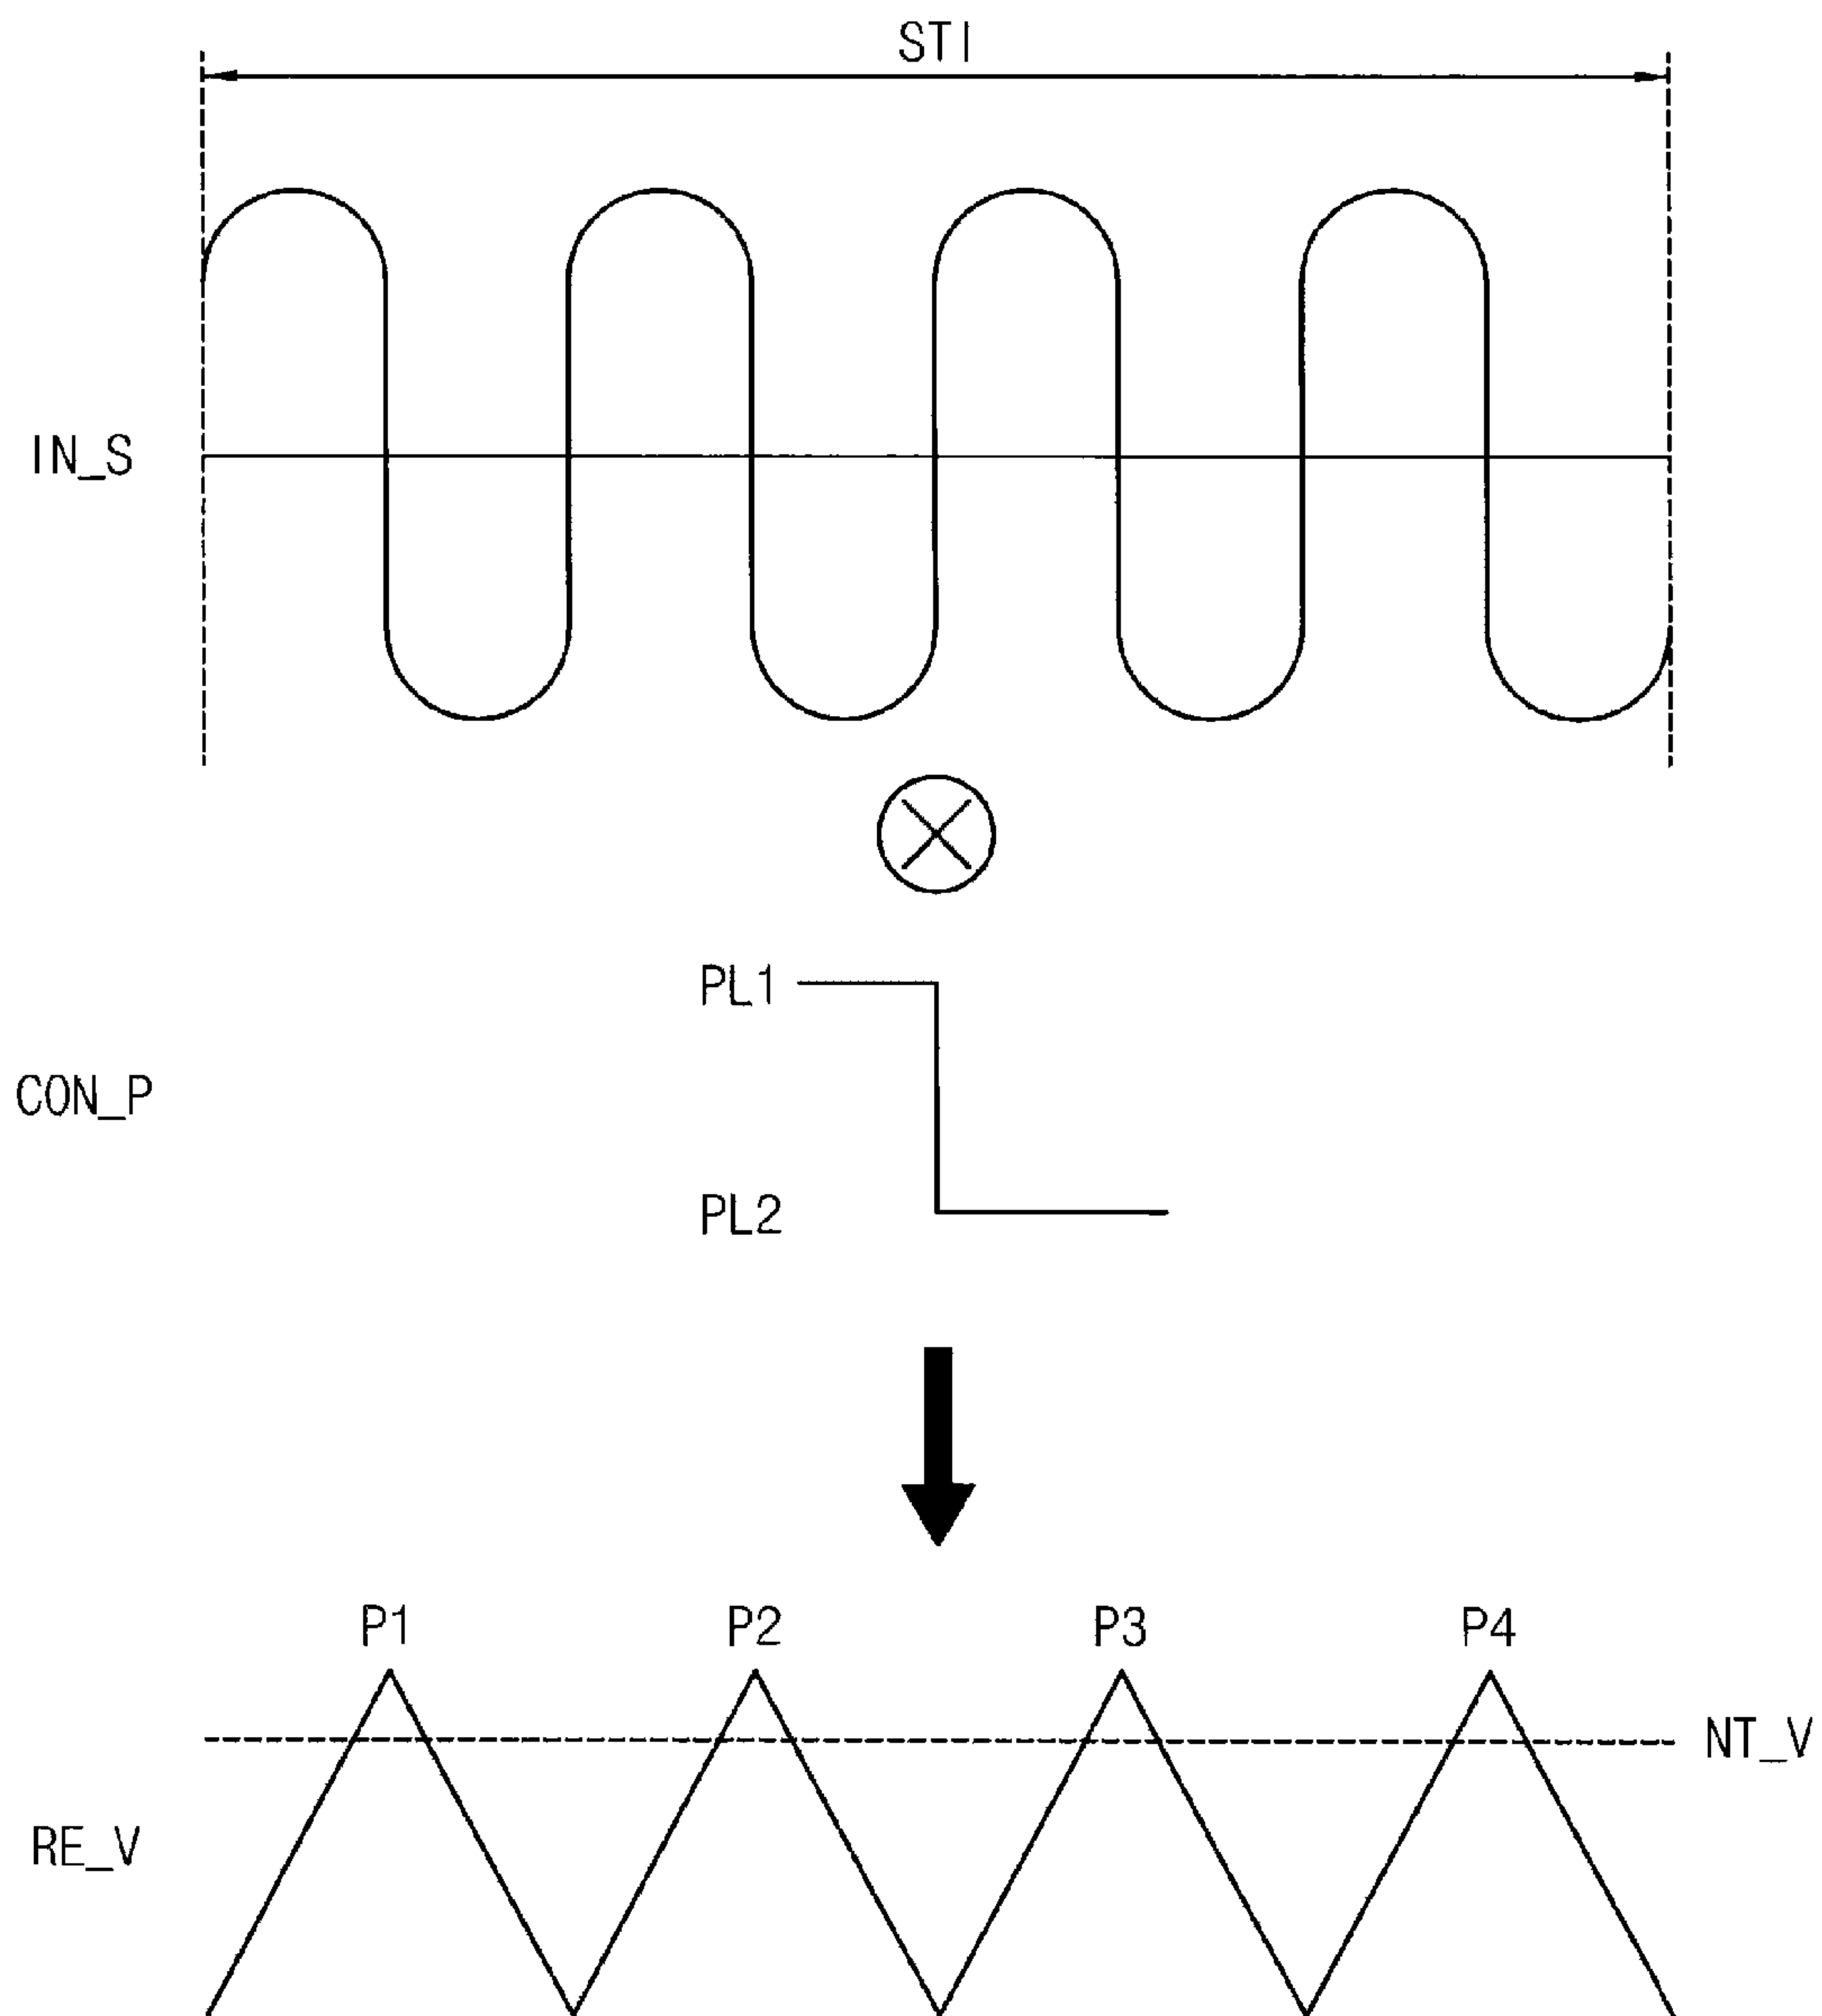 STI
IN_S
PL1
CON_P
PL2
P1 P2 P3 P4
NT_V
RE_V